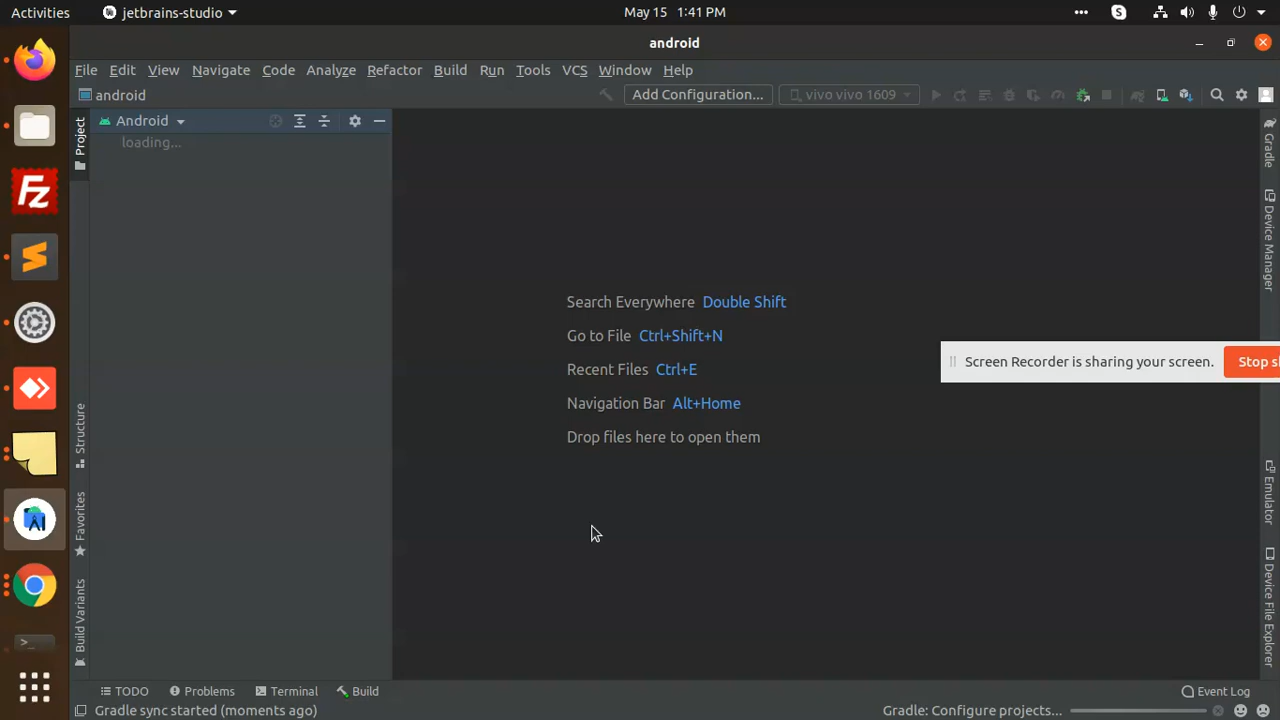 Activities
jetbrains-studio
May 15 1:41 PM
android
File Edit View Navigate Code Analyze Refactor Build Run Tools VCS Window Help
android
Add Configuration...
vivo vivo 1609
Project
Android
loading...
Gradle
Device Manager
Fz
Search Everywhere Double Shift
Go to File Ctrl+Shift+N
Screen Recorder is sharing your screen.
Recent Files Ctrl+E
Navigation Bar Alt+Home
Drop files here to open them
Structure
Favorites
Build Variants
Emulator
Device File Explorer
TODO Problems Terminal Build
Event Log
Gradle sync started (moments ago)
Gradle: Configure projects...